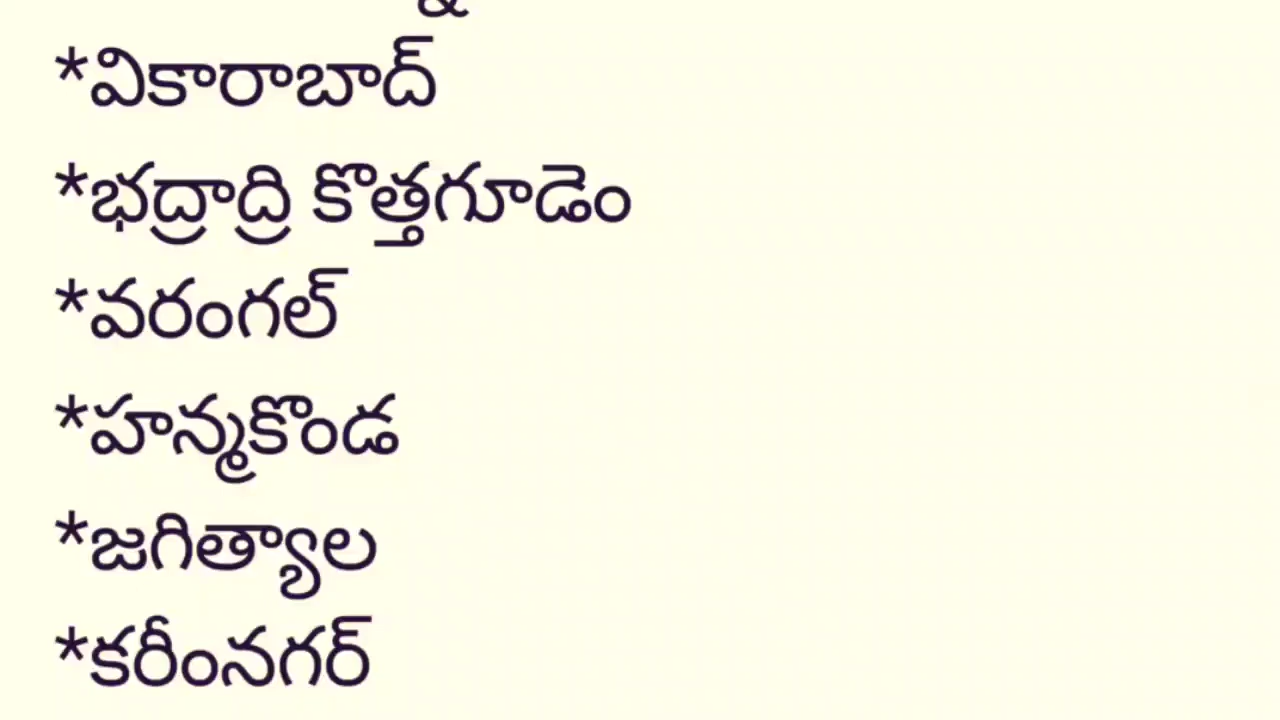 *వికారాబాద్
*భద్రాద్రి కొత్తగూడెం
*వరంగల్
*హన్మకొండ
*జగిత్యాల
*కరీంనగర్